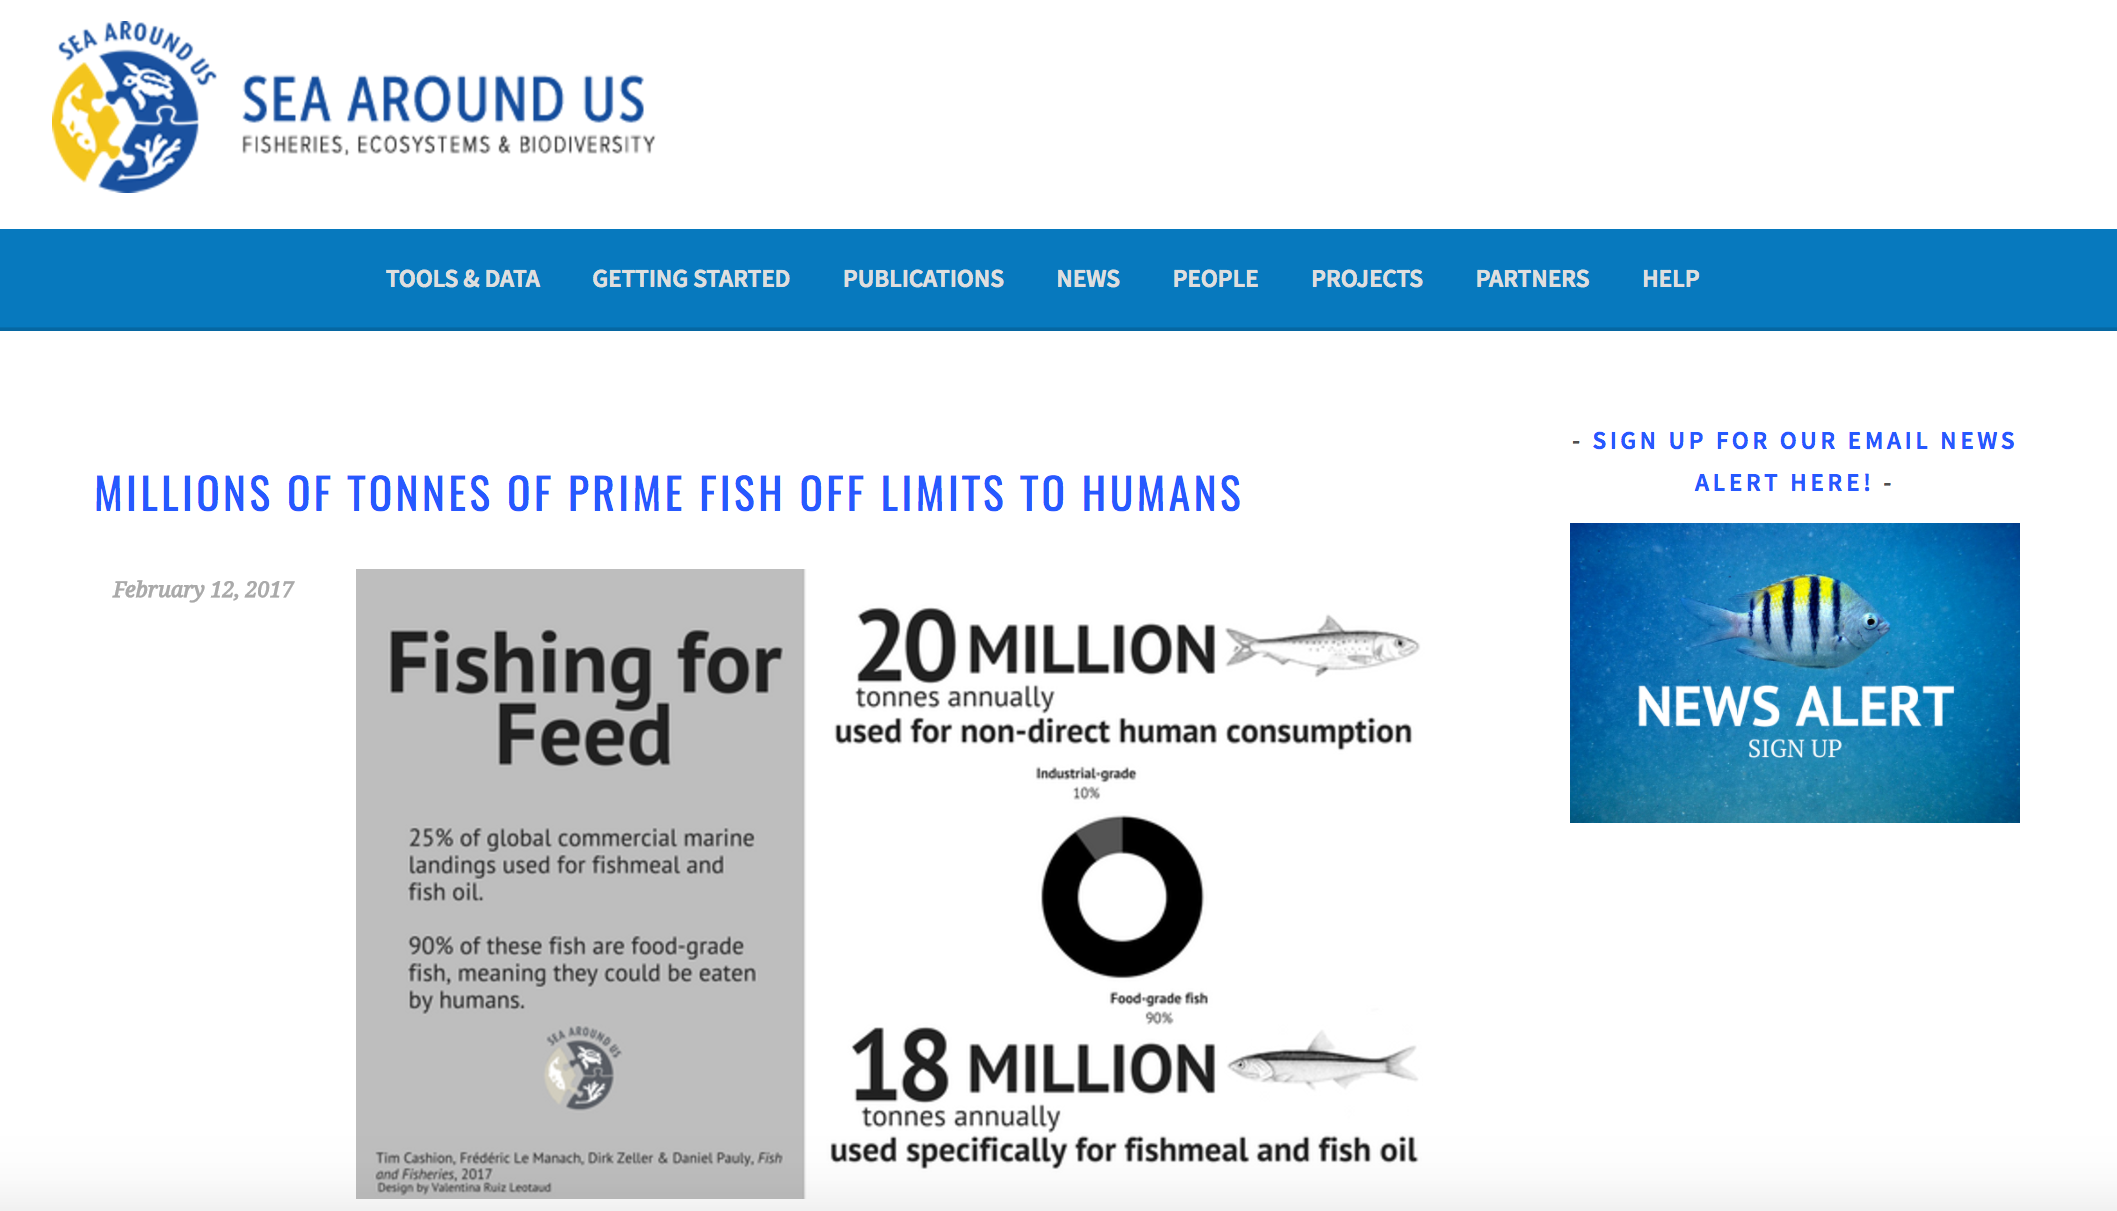 SEA AROUND US
SEA AROUND US
FISHERIES, ECOSYSTEMS & BIODIVERSITY
TOOLS & DATA GETTING STARTED PUBLICATIONS NEWS PEOPLE PROJECTS PARTNERS HELP
MILLIONS OF TONNES OF PRIME FISH OFF LIMITS TO HUMANS
February 12, 2017
Fishing for
Feed
25% of global commercial marine
landings used for fishmeal and
fish oil.
90% of these fish are food-grade
fish, meaning they could be eaten
by humans.
SEA AROUND US
Tim Cashion, Frédéric Le Manach, Dirk Zeller & Daniel Pauly, Fish
and Fisheries, 2017
Design by Valentina Ruiz Leotaud
20 MILLION
tonnes annually
used for non-direct human consumption
Industrial-grade
10%
Food-grade fish
90%
18 MILLION
tonnes annually
used specifically for fishmeal and fish oil
- SIGN UP FOR OUR EMAIL NEWS
ALERT HERE! -
NEWS ALERT
SIGN UP